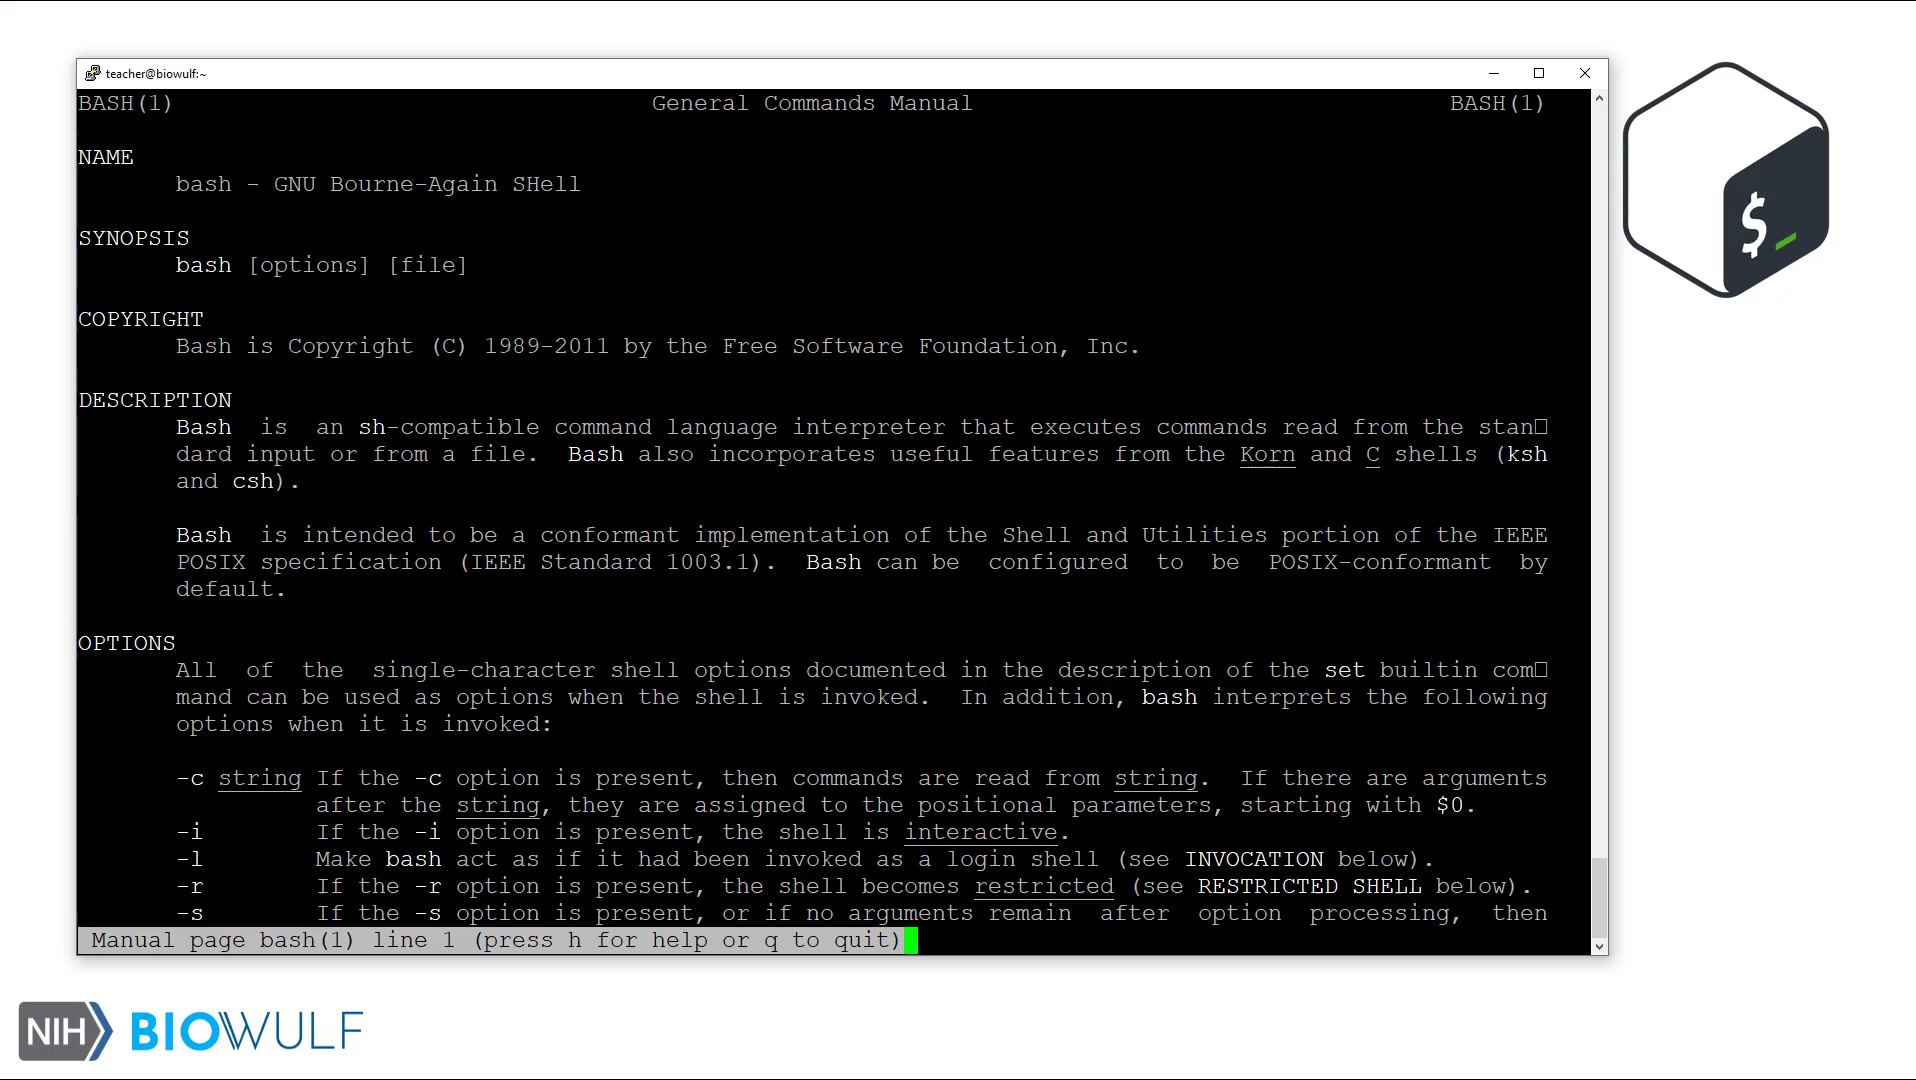 teacher@biowulf:~
BASH(1) General Commands Manual BASH(1)
NAME
bash - GNU Bourne-Again SHell
SYNOPSIS
bash [options] [file]
COPYRIGHT
Bash is Copyright (C) 1989-2011 by the Free Software Foundation, Inc.
DESCRIPTION
Bash is an sh-compatible command language interpreter that executes commands read from the stan□
dard input or from a file. Bash also incorporates useful features from the Korn and C shells (ksh
and csh).
Bash is intended to be a conformant implementation of the Shell and Utilities portion of the IEEE
POSIX specification (IEEE Standard 1003.1). Bash can be configured to be POSIX-conformant by
default.
OPTIONS
All of the single-character shell options documented in the description of the set builtin com□
mand can be used as options when the shell is invoked. In addition, bash interprets the following
options when it is invoked:
-c string If the -c option is present, then commands are read from string. If there are arguments
after the string, they are assigned to the positional parameters, starting with $0.
-i If the -i option is present, the shell is interactive.
-l Make bash act as if it had been invoked as a login shell (see INVOCATION below).
-r If the -r option is present, the shell becomes restricted (see RESTRICTED SHELL below).
-s If the -s option is present, or if no arguments remain after option processing, then
Manual page bash(1) line 1 (press h for help or q to quit)
$_
NIH BIOWULF